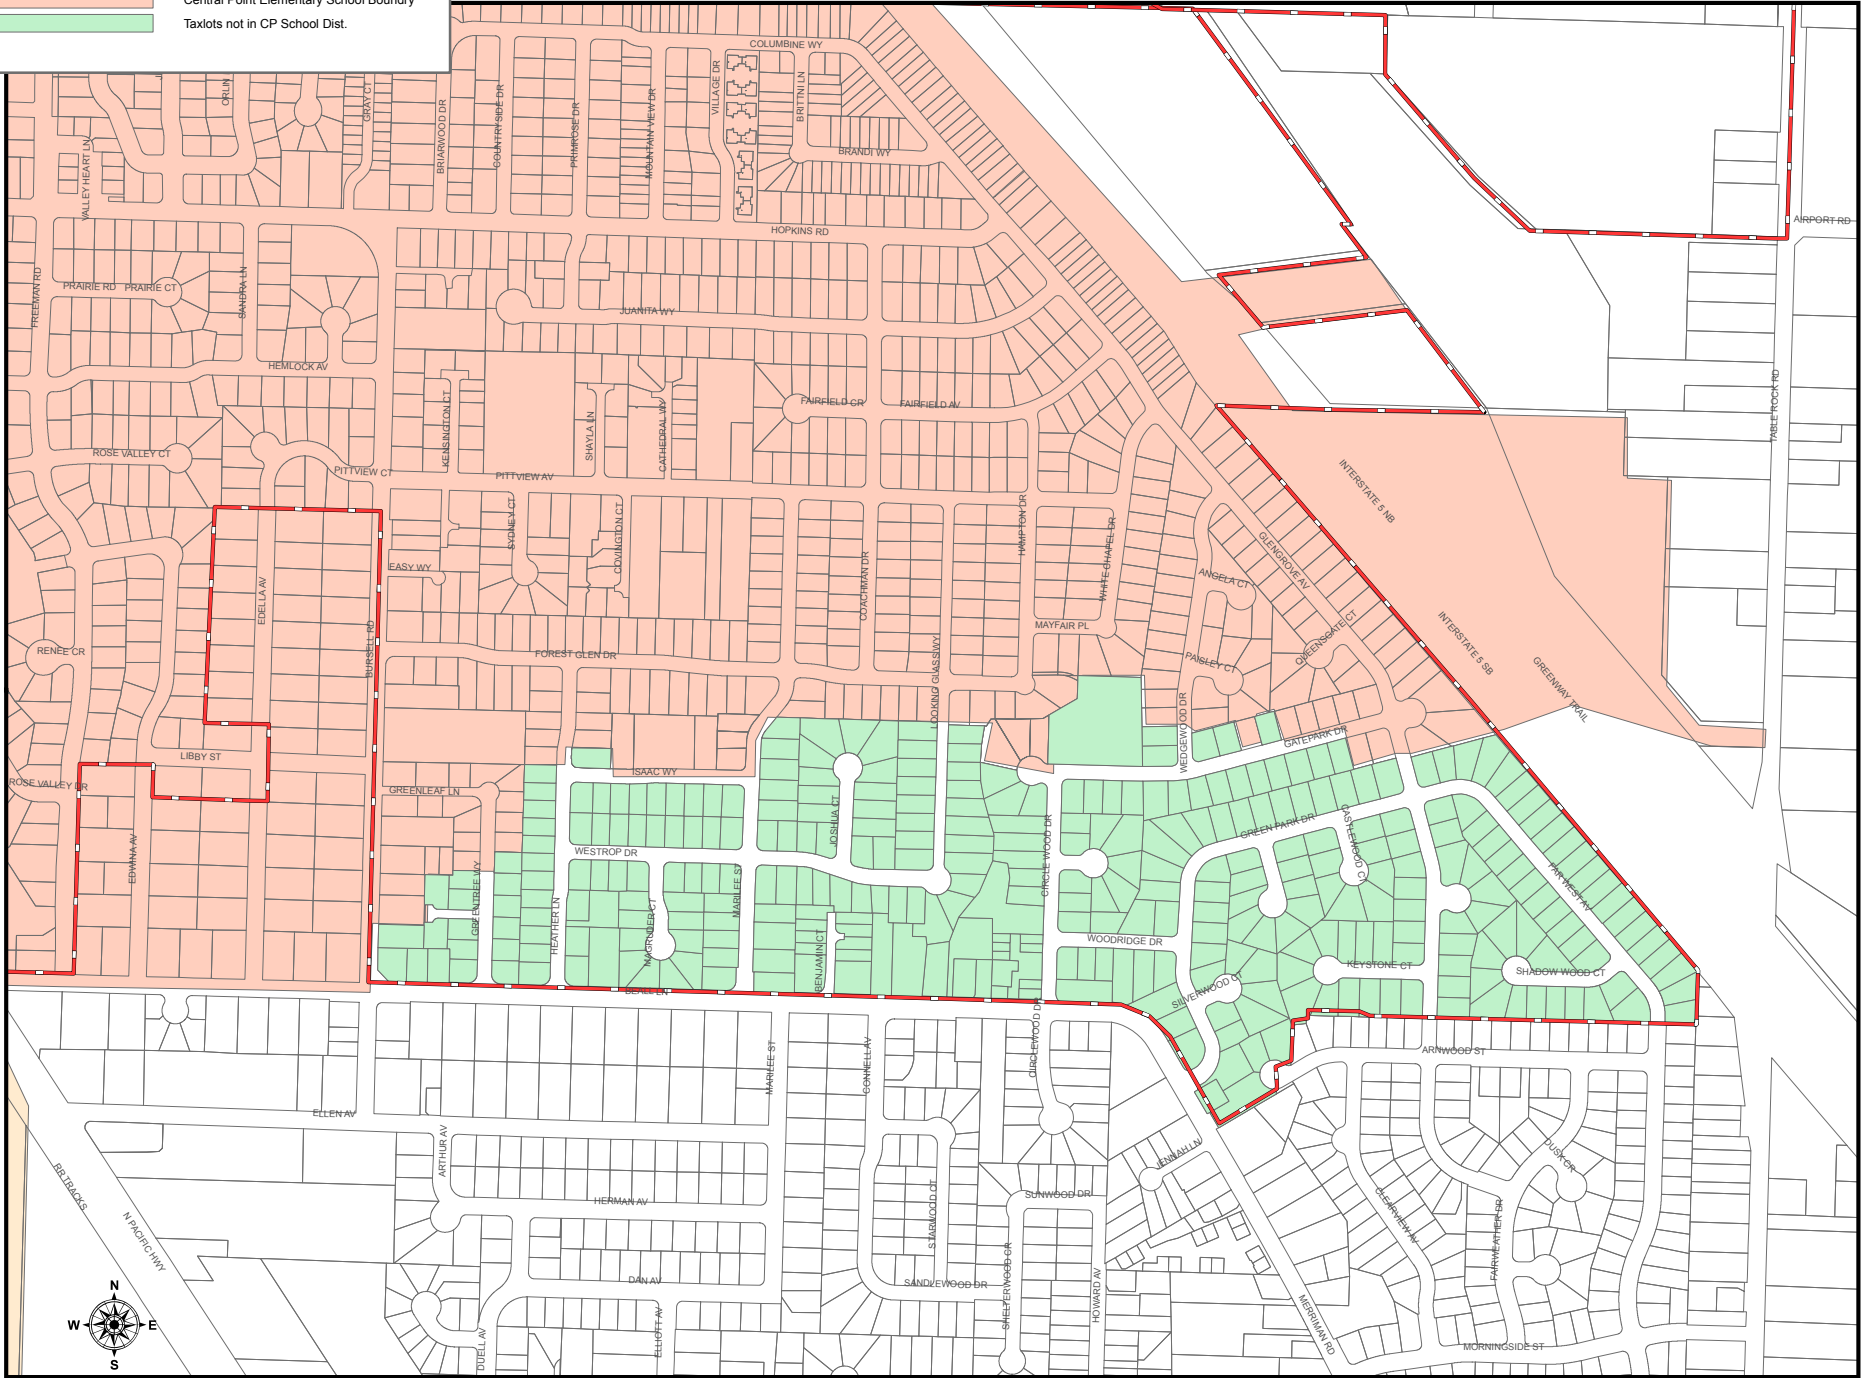 Central Point Elementary School Boundry
Taxlots not in CP School Dist.
COLUMBINE WY
VILLAGE DR
BRITTNI LN
GRAY CT
BRIARWOOD DR
COUNTRYSIDE DR
PRIMROSE DR
MOUNTAIN VIEW DR
BRANDI WY
VALLEY HEART LN
HOPKINS RD
AIRPORT RD
FREEMAN RD
PRAIRIE RD
PRAIRIE CT
SANDRA LN
JUANITA WY
HEMLOCK AV
KENSINGTON CT
SHAYLA LN
CATHEDRAL WY
FAIRFIELD CR
FAIRFIELD AV
TABLE ROCK RD
ROSE VALLEY CT
PITTVIEW CT
PITTVIEW AV
INTERSTATE 5 NB
SYDNEY CT
COVINGTON CT
HAMPTON DR
WHITE CHAPEL DR
GLENGROVE AV
EASY WY
EDELLA AV
COACHMAN DR
ANGELA CT
MAYFAIR PL
QUEENSGATE CT
INTERSTATE 5 SB
RENEE CR
BURSELL RD
FOREST GLEN DR
LOOKING GLASS WY
PAISLEY CT
GREENWAY TRAIL
WEDGEWOOD DR
GATEPARK DR
LIBBY ST
ISAAC WY
ROSE VALLEY DR
GREENLEAF LN
JOSHUA CT
GREEN PARK DR
CASTLEWOOD CT
EDWINA AV
WESTROP DR
CIRCLE WOOD DR
FAR WEST AV
GREENTREE WY
HEATHER LN
MAGRUDER CT
MARILEE ST
BENJAMIN CT
WOODRIDGE DR
KEYSTONE CT
SHADOW WOOD CT
SILVERWOOD CT
BEALL LN
CIRCLEWOOD DR
ARNWOOD ST
MARILEE ST
CONNELL AV
ELLEN AV
ARTHUR AV
JENNAH LN
DUSK CR
RR TRACKS
HERMAN AV
STARWOOD CT
SUNWOOD DR
CLEARVIEW AV
FAIRWEATHER DR
N PACIFIC HWY
DAN AV
SANDLEWOOD DR
SHELTERWOOD CR
HOWARD AV
MERRIMAN RD
DUELL AV
ELLIOTT AV
MORNINGSIDE ST
N
W
E
S